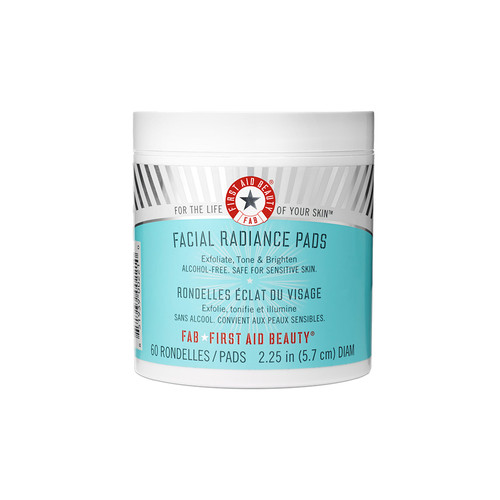 FIRST AID BEAUTY®
FAB
FOR THE LIFE OF YOUR SKIN™
FACIAL RADIANCE PADS
Exfoliate, Tone & Brighten
ALCOHOL-FREE. SAFE FOR SENSITIVE SKIN.
RONDELLES ÉCLAT DU VISAGE
Exfolie, tonifie et illumine
SANS ALCOOL. CONVIENT AUX PEAUX SENSIBLES.
FAB★FIRST AID BEAUTY®
60 RONDELLES/PADS 2.25 in (5.7 cm) DIAM